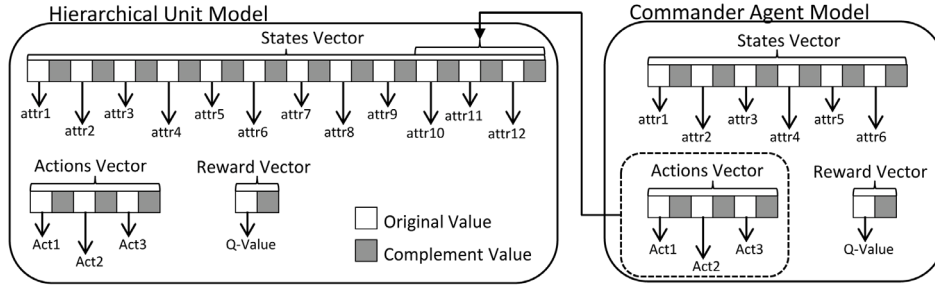 Hierarchical Unit Model
States Vector
attr1
attr2
attr3
attr4
attr5
attr6
attr7
attr8
attr9
attr10
attr11
attr12
Actions Vector
Act1
Act2
Act3
Reward Vector
Q-Value
Original Value
Complement Value
Commander Agent Model
States Vector
attr1
attr2
attr3
attr4
attr5
attr6
Actions Vector
Act1
Act2
Act3
Reward Vector
Q-Value